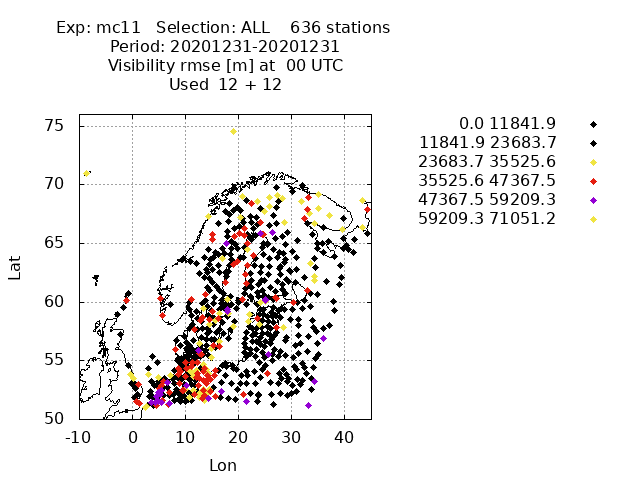 Exp: mc11   Selection: ALL    636 stations
Period: 20201231-20201231
Visibility rmse [m] at  00 UTC
Used  12 + 12
0.0 11841.9
11841.9 23683.7
23683.7 35525.6
35525.6 47367.5
47367.5 59209.3
59209.3 71051.2
75
70
65
60
55
50
Lat
-10 0 10 20 30 40
Lon